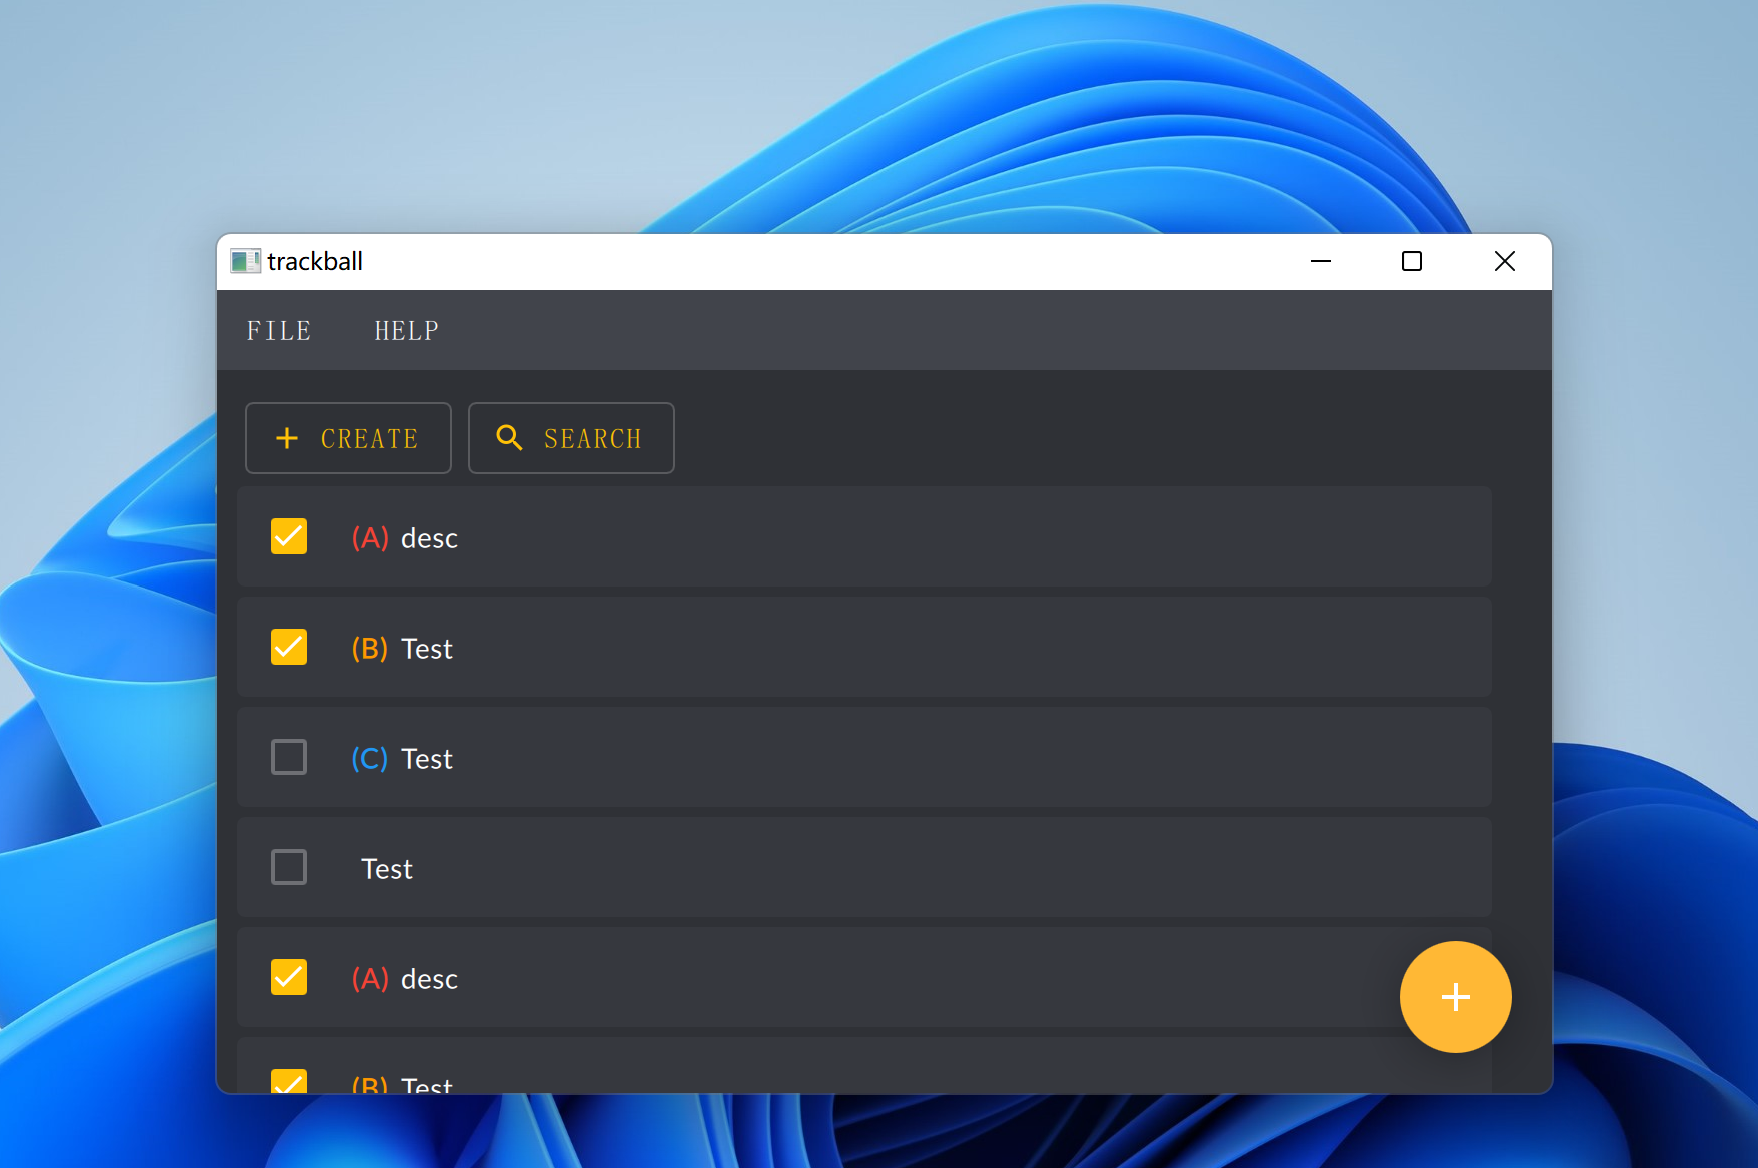 trackball
FILE HELP
CREATE SEARCH
(A) desc
(B) Test
(C) Test
Test
(A) desc
(B) Test